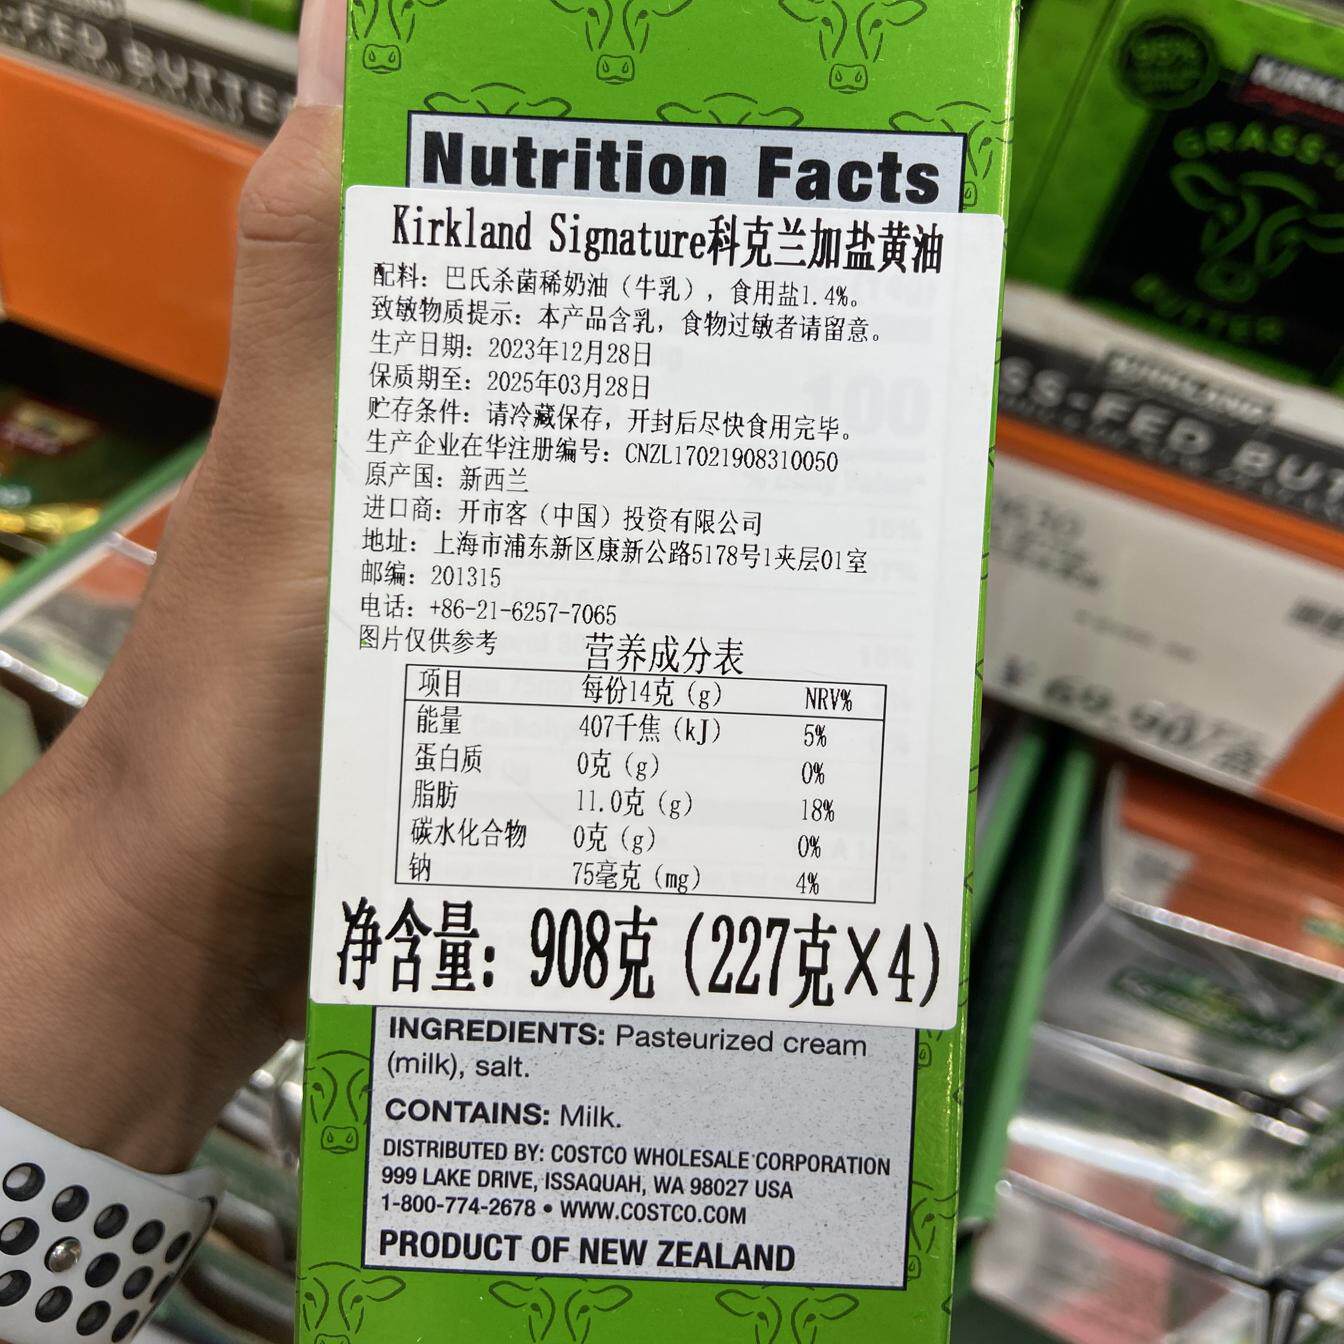 -FED BUTTE
Nutrition Facts
Kirkland Signature科克兰加盐黄油
配料：巴氏杀菌稀奶油（牛乳），食用盐1.4%。
致敏物质提示：本产品含乳，食物过敏者请留意。
生产日期：2023年12月28日
保质期至：2025年03月28日
贮存条件：请冷藏保存，开封后尽快食用完毕。
生产企业在华注册编号：CNZL17021908310050
原产国：新西兰
进口商：开市客（中国）投资有限公司
地址：上海市浦东新区康新公路5178号1夹层01室
邮编：201315
电话：+86-21-6257-7065
图片仅供参考
营养成分表
项目 每份14克（g） NRV%
能量 407千焦（kJ） 5%
蛋白质 0克（g） 0%
脂肪 11.0克（g） 18%
碳水化合物 0克（g） 0%
钠 75毫克（mg） 4%
净含量：908克（227克×4）
INGREDIENTS: Pasteurized cream
(milk), salt.
CONTAINS: Milk.
DISTRIBUTED BY: COSTCO WHOLESALE CORPORATION
999 LAKE DRIVE, ISSAQUAH, WA 98027 USA
1-800-774-2678 • WWW.COSTCO.COM
PRODUCT OF NEW ZEALAND
KIRK
GRASS-
BUTTER
KIRKLAND
SS-FED BUT